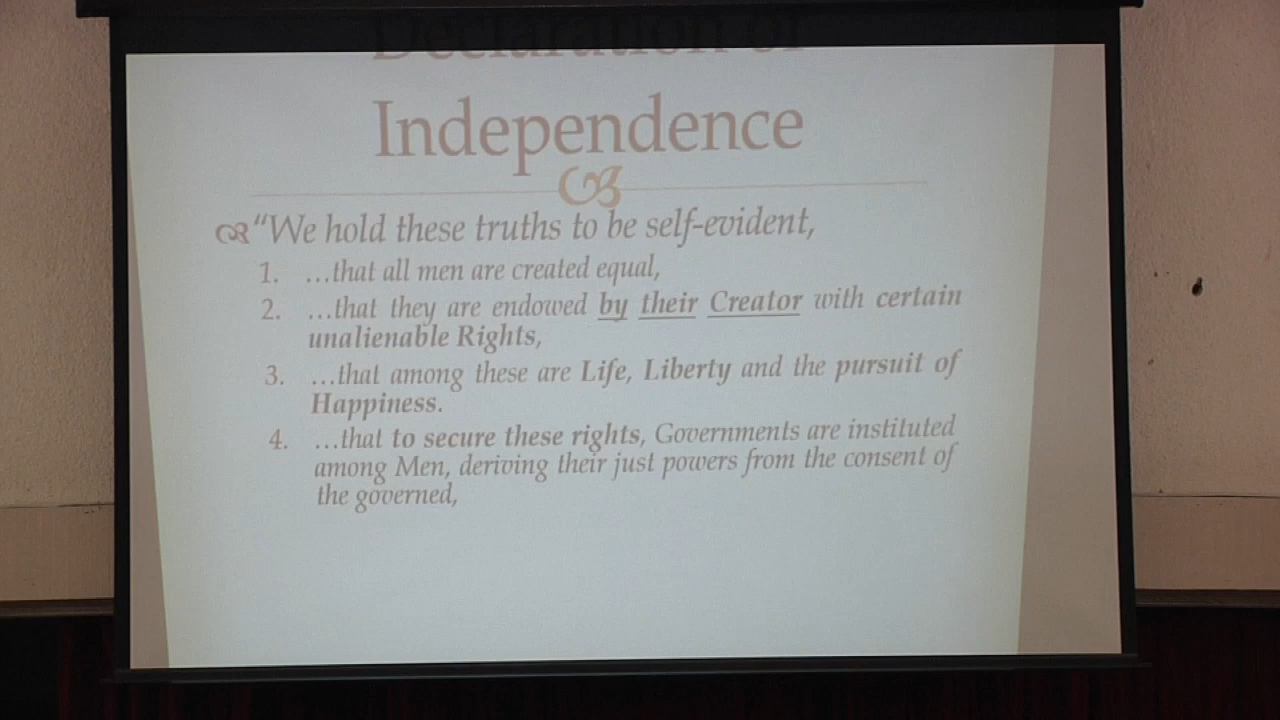 Declaration of
Independence
“We hold these truths to be self-evident,
1. …that all men are created equal,
2. …that they are endowed by their Creator with certain
unalienable Rights,
3. …that among these are Life, Liberty and the pursuit of
Happiness.
4. …that to secure these rights, Governments are instituted
among Men, deriving their just powers from the consent of
the governed,